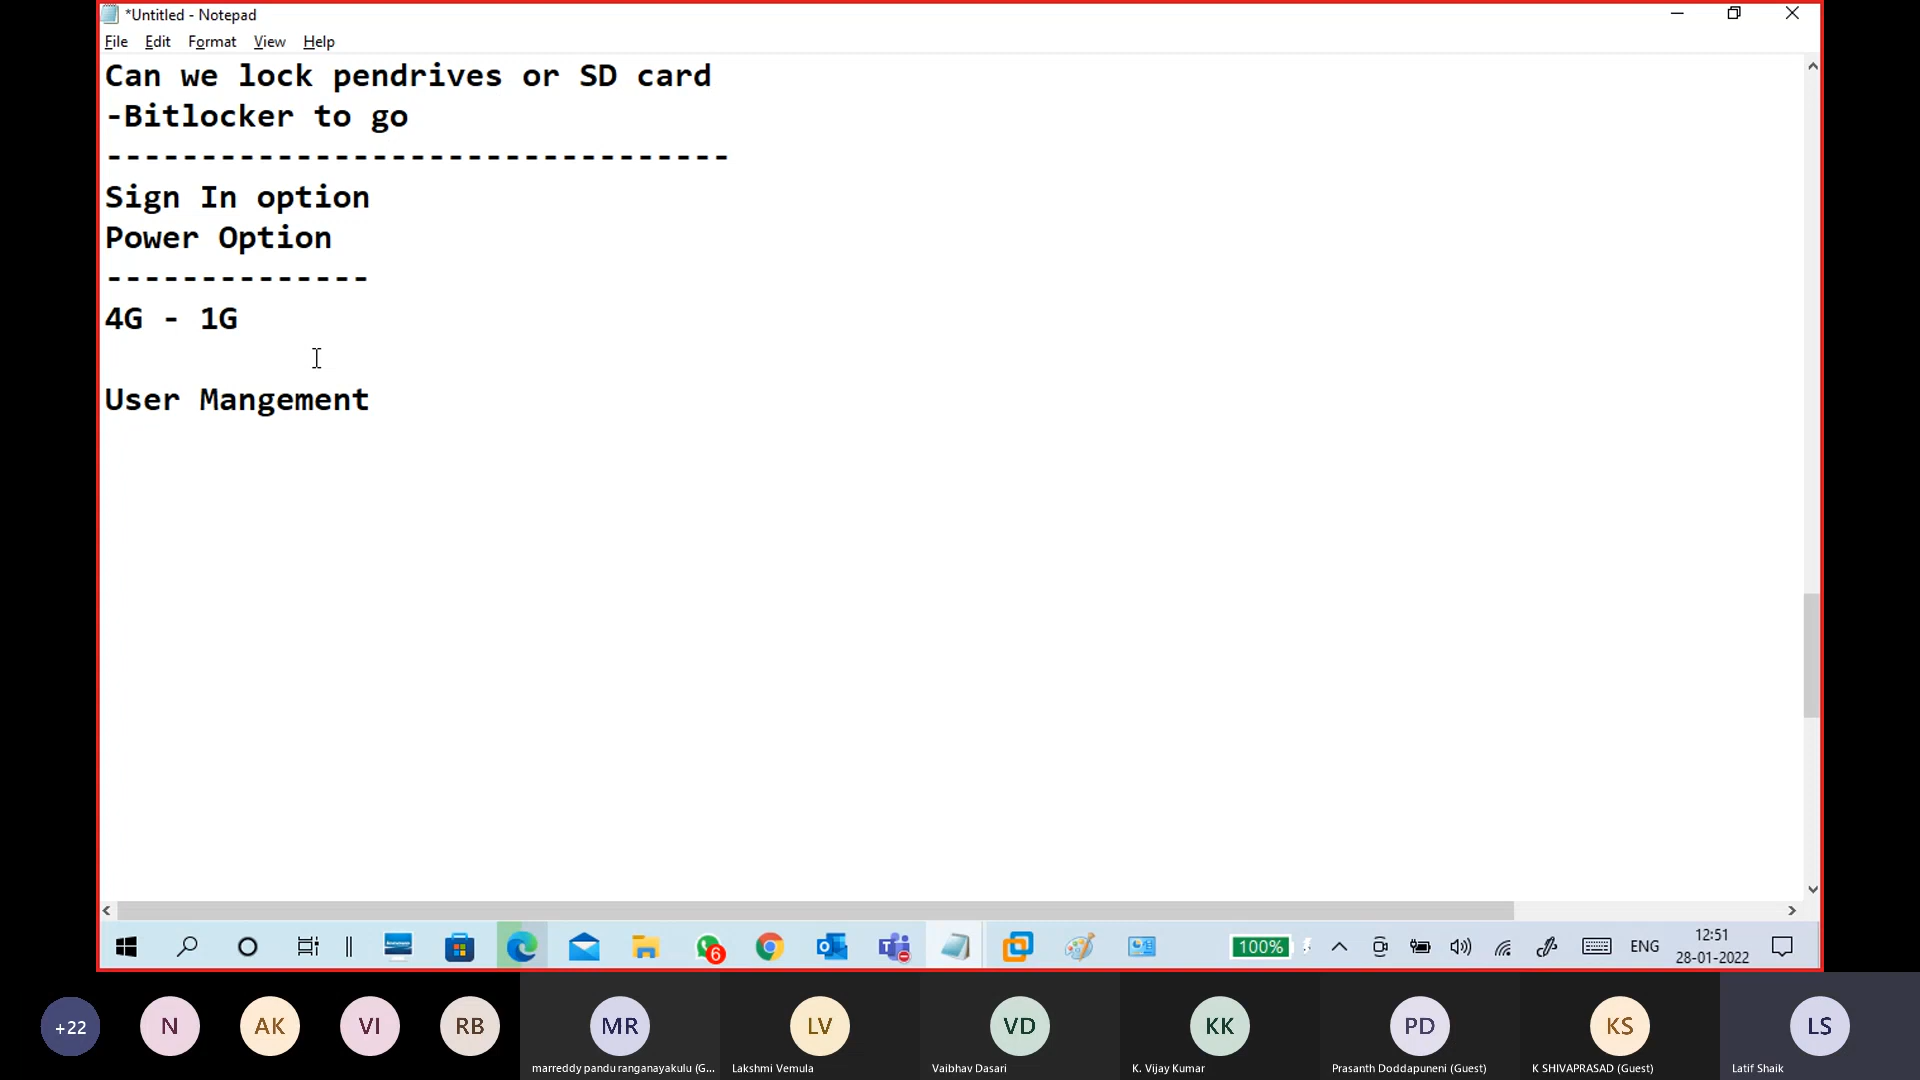 *Untitled - Notepad
File Edit Format View Help
Can we lock pendrives or SD card
-Bitlocker to go
---------------------------------
Sign In option
Power Option
--------------
4G - 1G
User Mangement
6
100%
ENG
12:51
28-01-2022
+22
N
AK
VI
RB
MR
LV
VD
KK
PD
KS
LS
marreddy panduranganayakulu (G...
Lakshmi Vemula
Vaibhav Dasari
K. Vijay Kumar
Prasanth Doddapuneni (Guest)
K SHIVAPRASAD (Guest)
Latif Shaik